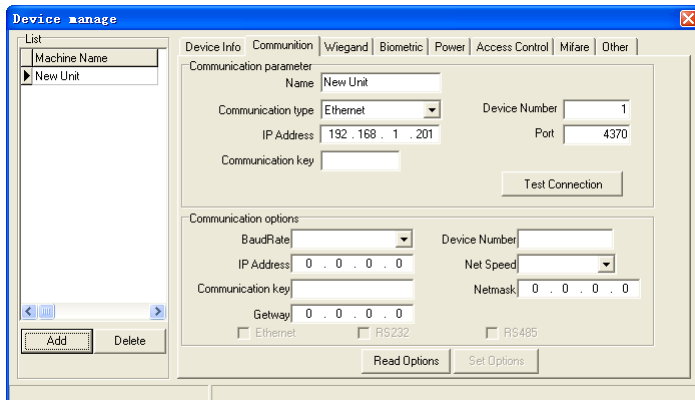 Device manage
List
Machine Name
New Unit
Add Delete
Device Info Communition Wiegand Biometric Power Access Control Mifare Other
Communication parameter
Name New Unit
Communication type Ethernet Device Number 1
IP Address 192 . 168 . 1 . 201 Port 4370
Communication key
Test Connection
Communication options
BaudRate Device Number
IP Address 0 . 0 . 0 . 0 Net Speed
Communication key Netmask 0 . 0 . 0 . 0
Getway 0 . 0 . 0 . 0
Ethernet RS232 RS485
Read Options Set Options